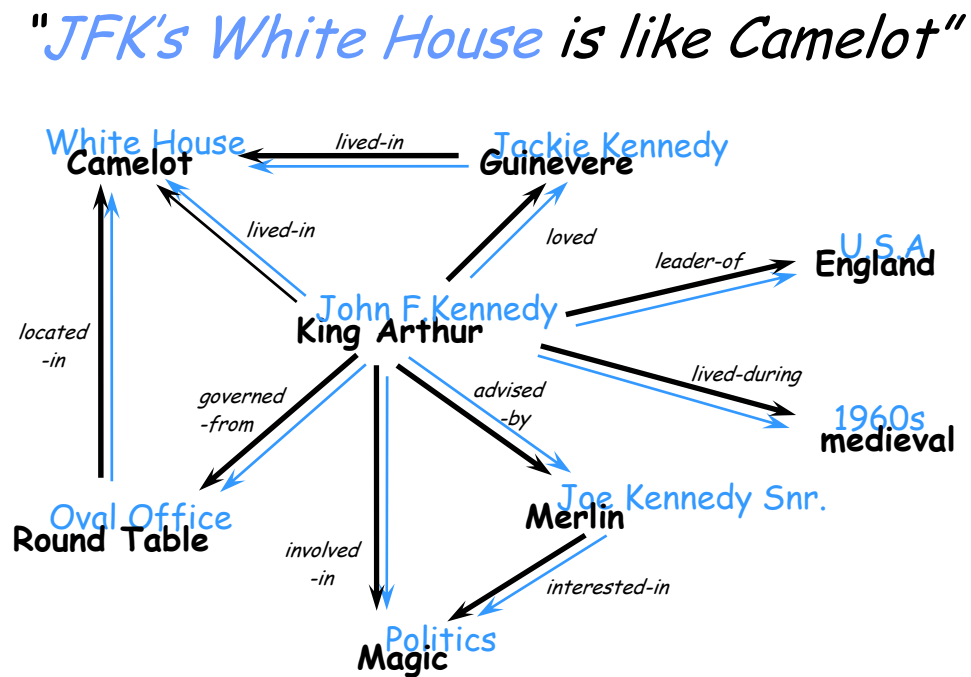 "JFK's White House is like Camelot”
White House
Camelot
lived-in
Jackie Kennedy
Guinevere
lived-in
loved
leader-of
U.S.A
England
John F.Kennedy
King Arthur
located
-in
lived-during
governed
-from
advised
-by
1960s
medieval
Oval Office
Round Table
Joe Kennedy Snr.
Merlin
involved
-in
interested-in
Politics
Magic